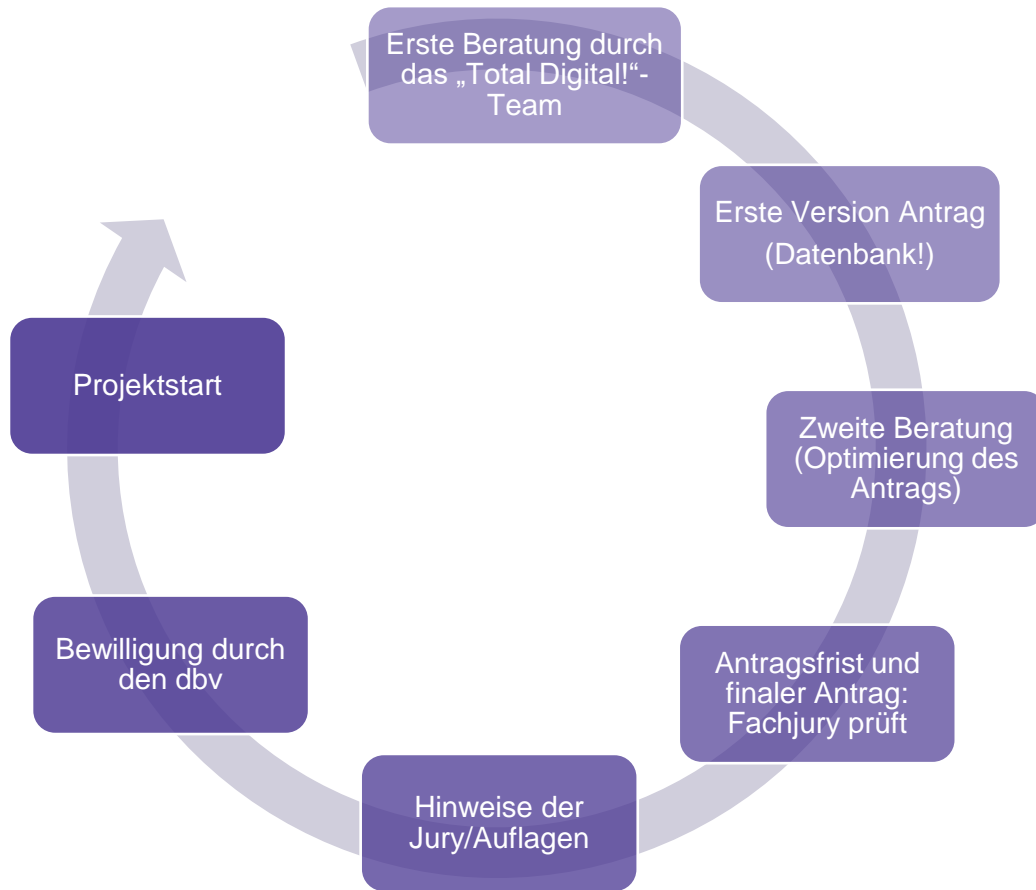 Erste Beratung durch
das „Total Digital!“-
Team
Erste Version Antrag
(Datenbank!)
Zweite Beratung
(Optimierung des
Antrags)
Antragsfrist und
finaler Antrag:
Fachjury prüft
Hinweise der
Jury/Auflagen
Bewilligung durch
den dbv
Projektstart